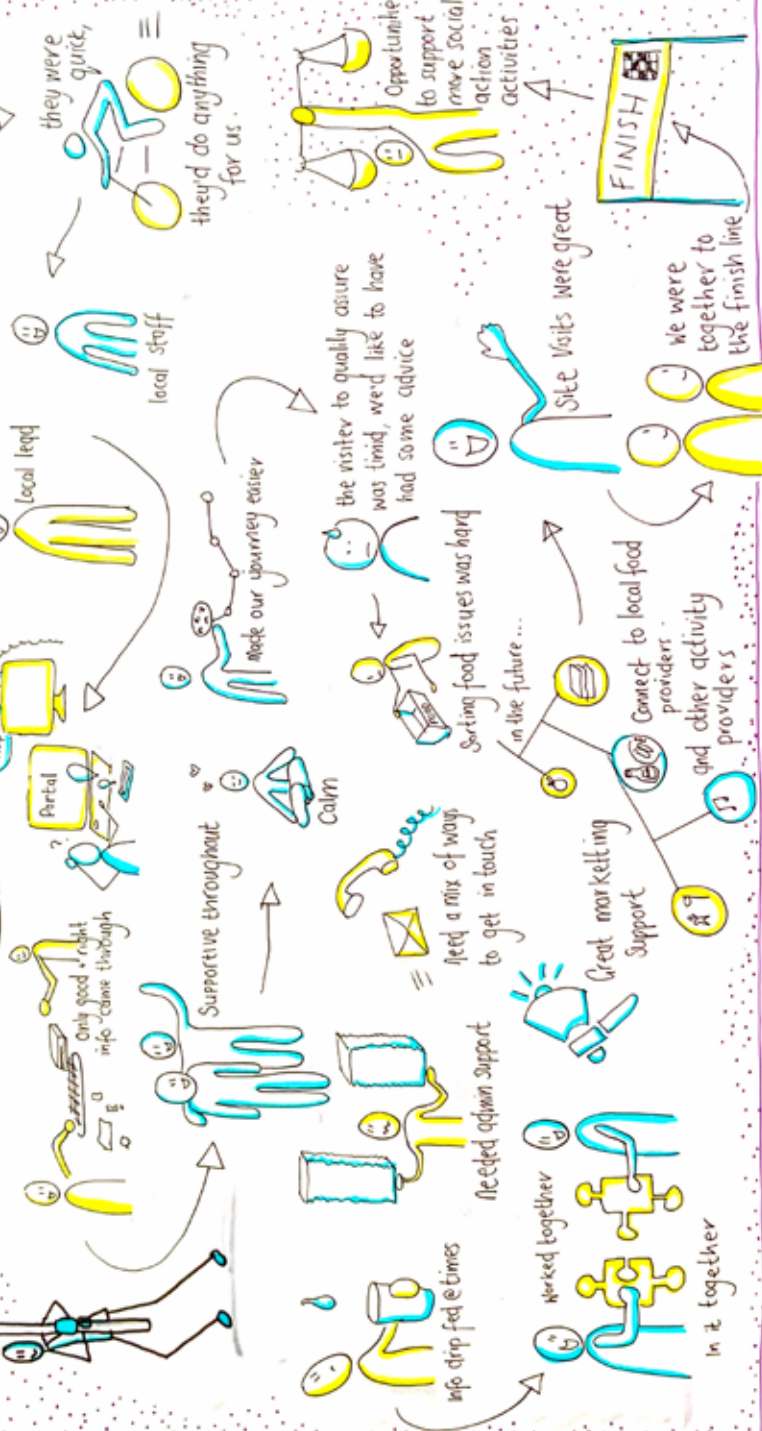 Only good + right
info came through
?
Portal
Local lead
local staff
they were
quick,
they'd do anything
for us.
Supportive throughout
Calm
made our journey easier
Opportunitie
to support
more social
action
activities
Info drip fed @ times
Needed admin support
Need a mix of ways
to get in touch
Sorting food issues was hard
in the future...
the visiter to quality assure
was timid, we'd like to have
had some advice
Worked together
In it together
Great marketting
Support
Connect to local food
providers.
and other activity
providers
Site Visits were great
We were
together to
the finish line
FINISH